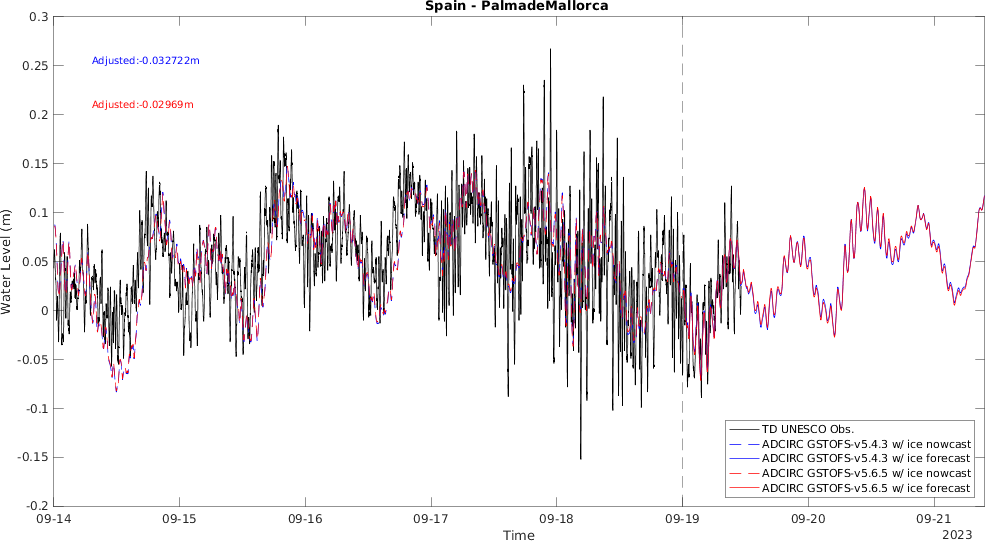 Spain - PalmadeMallorca
0.3
0.25
0.2
0.15
0.1
0.05
0
-0.05
-0.1
-0.15
-0.2
Water Level (m)
Adjusted:-0.032722m
Adjusted:-0.02969m
TD UNESCO Obs.
ADCIRC GSTOFS-v5.4.3 w/ ice nowcast
ADCIRC GSTOFS-v5.4.3 w/ ice forecast
ADCIRC GSTOFS-v5.6.5 w/ ice nowcast
ADCIRC GSTOFS-v5.6.5 w/ ice forecast
09-14 09-15 09-16 09-17 09-18 09-19 09-20 09-21
Time
2023